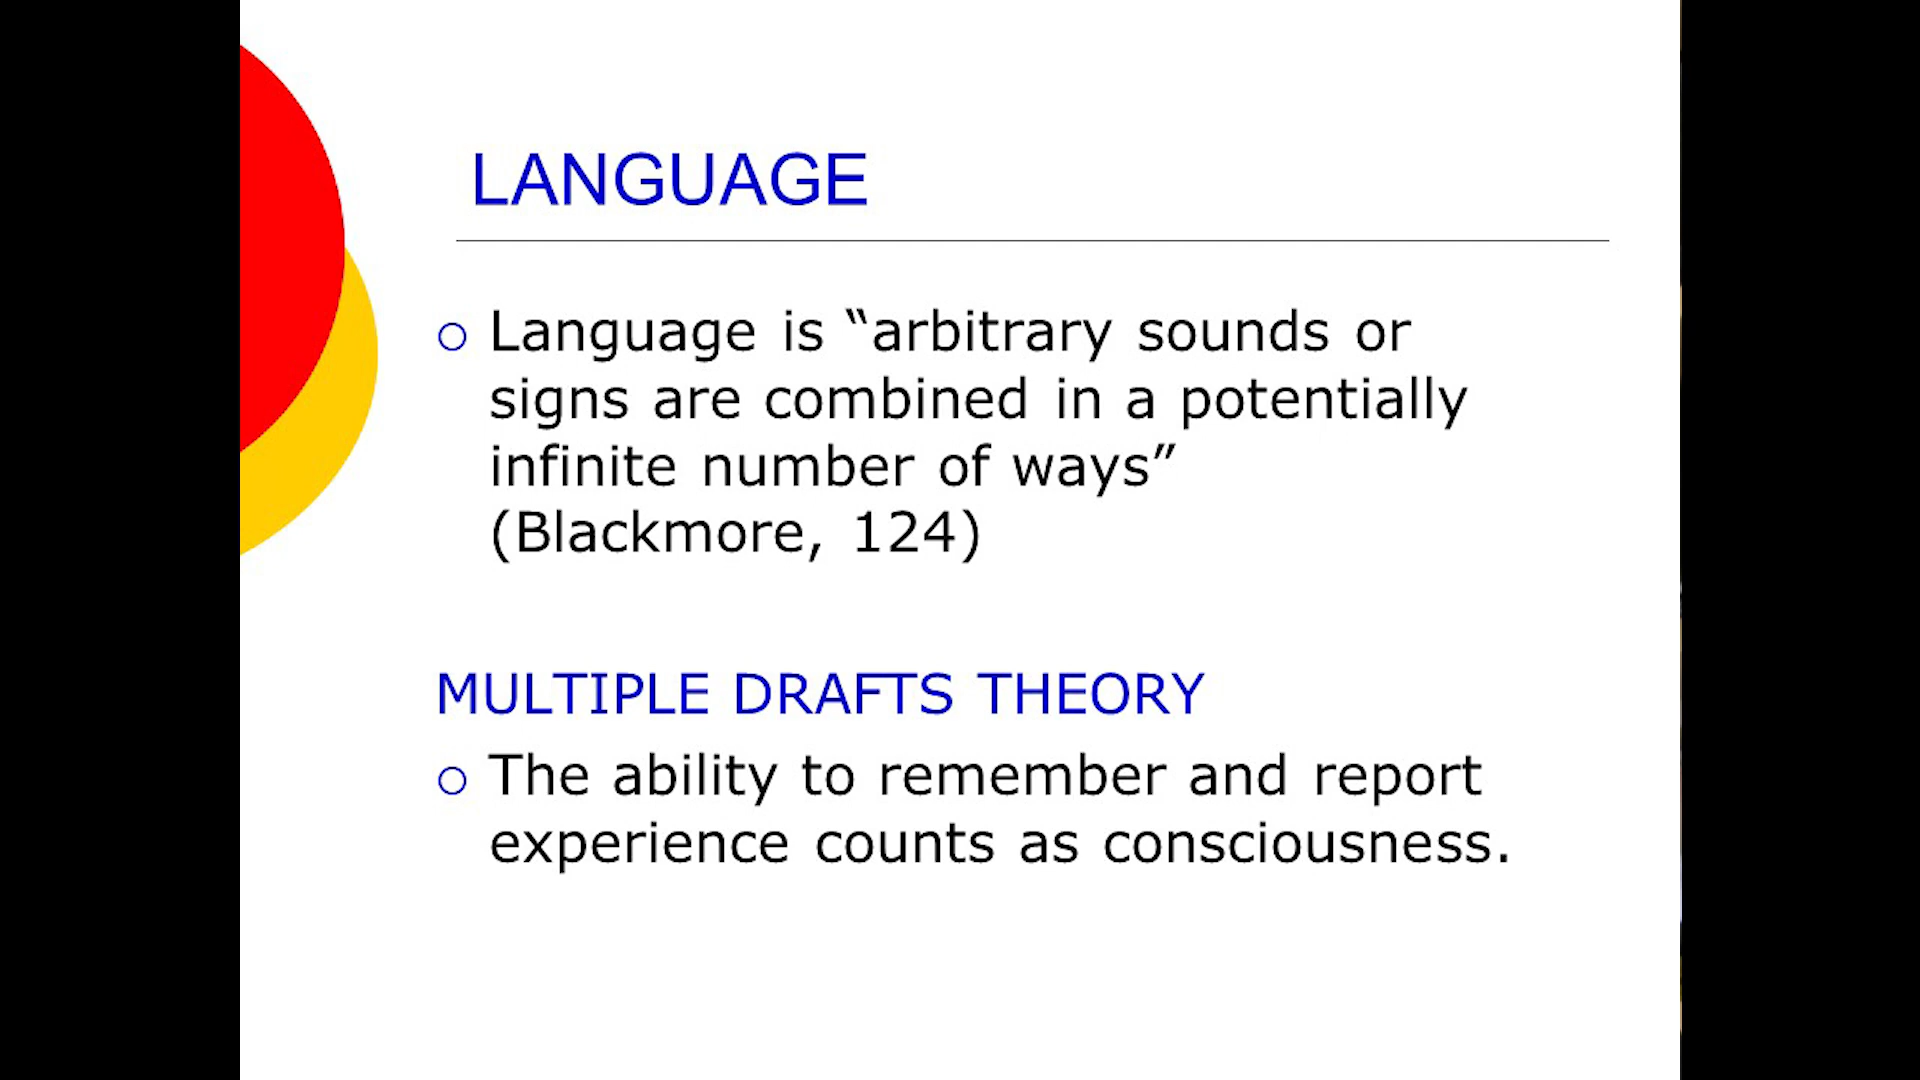 LANGUAGE
Language is “arbitrary sounds or
signs are combined in a potentially
infinite number of ways”
(Blackmore, 124)
MULTIPLE DRAFTS THEORY
The ability to remember and report
experience counts as consciousness.